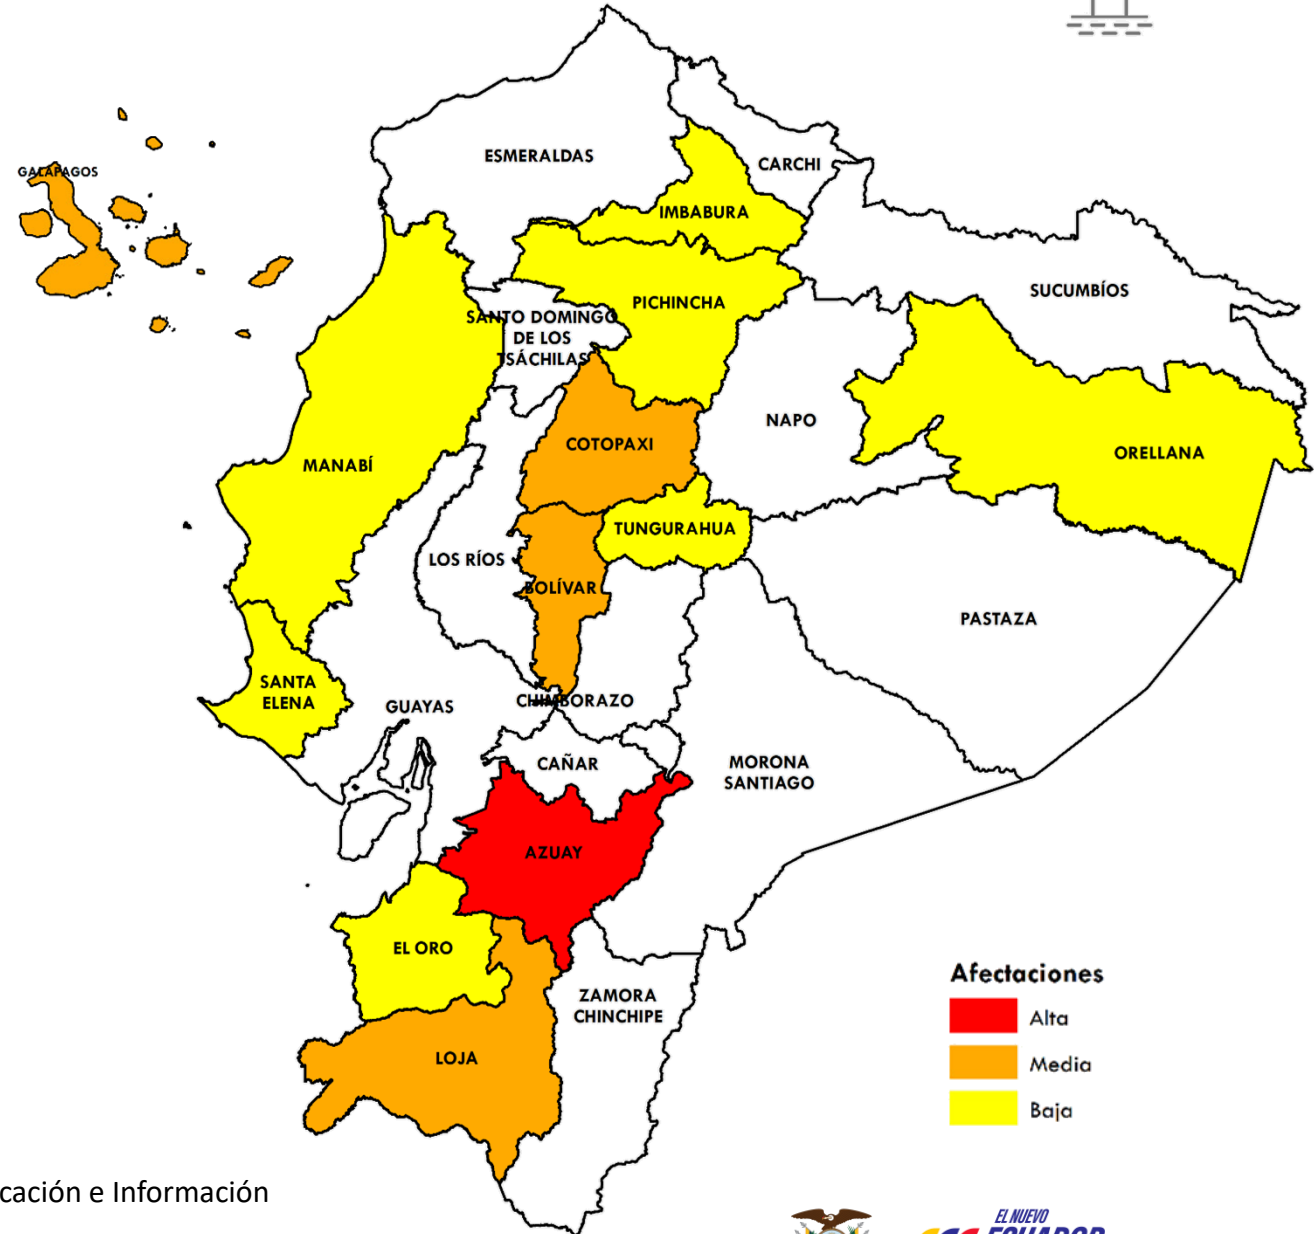 ESMERALDAS
CARCHI
GALÁPAGOS
IMBABURA
SUCUMBÍOS
PICHINCHA
SANTO DOMINGO
DE LOS
TSÁCHILAS
NAPO
COTOPAXI
ORELLANA
MANABÍ
TUNGURAHUA
LOS RÍOS
BOLÍVAR
PASTAZA
SANTA
ELENA
CHIMBORAZO
GUAYAS
CAÑAR
MORONA
SANTIAGO
AZUAY
EL ORO
ZAMORA
CHINCHIPE
LOJA
Afectaciones
Alta
Media
Baja
cación e Información
EL NUEVO
ECUADOR